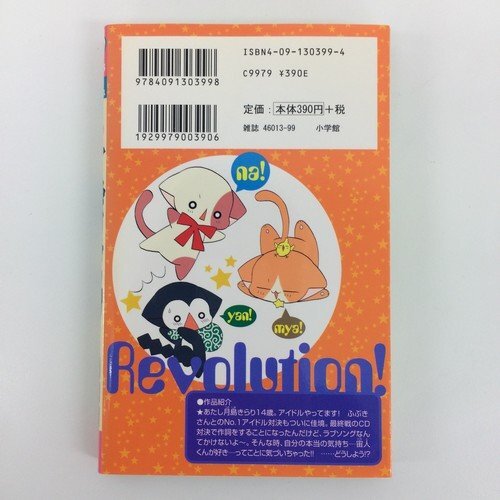 ISBN4-09-130399-4
C9979 ¥390E
9784091303998
定価：本体390円＋税
雑誌 46013-99 小学館
1929979003906
na!
yan!
mya!
Revolution!
●作品紹介
★あたし月島きらり14歳。アイドルやってます！ ふぶき
さんとのNo.1アイドル対決もついに佳境。最終戦のCD
対決で作詞をすることになったんだけど、ラブソングなん
てかけないよ～。そんな時、自分の本当の気持ち…宙人
くんが好き…ってことに気づいちゃった!! ……どうしよう!?